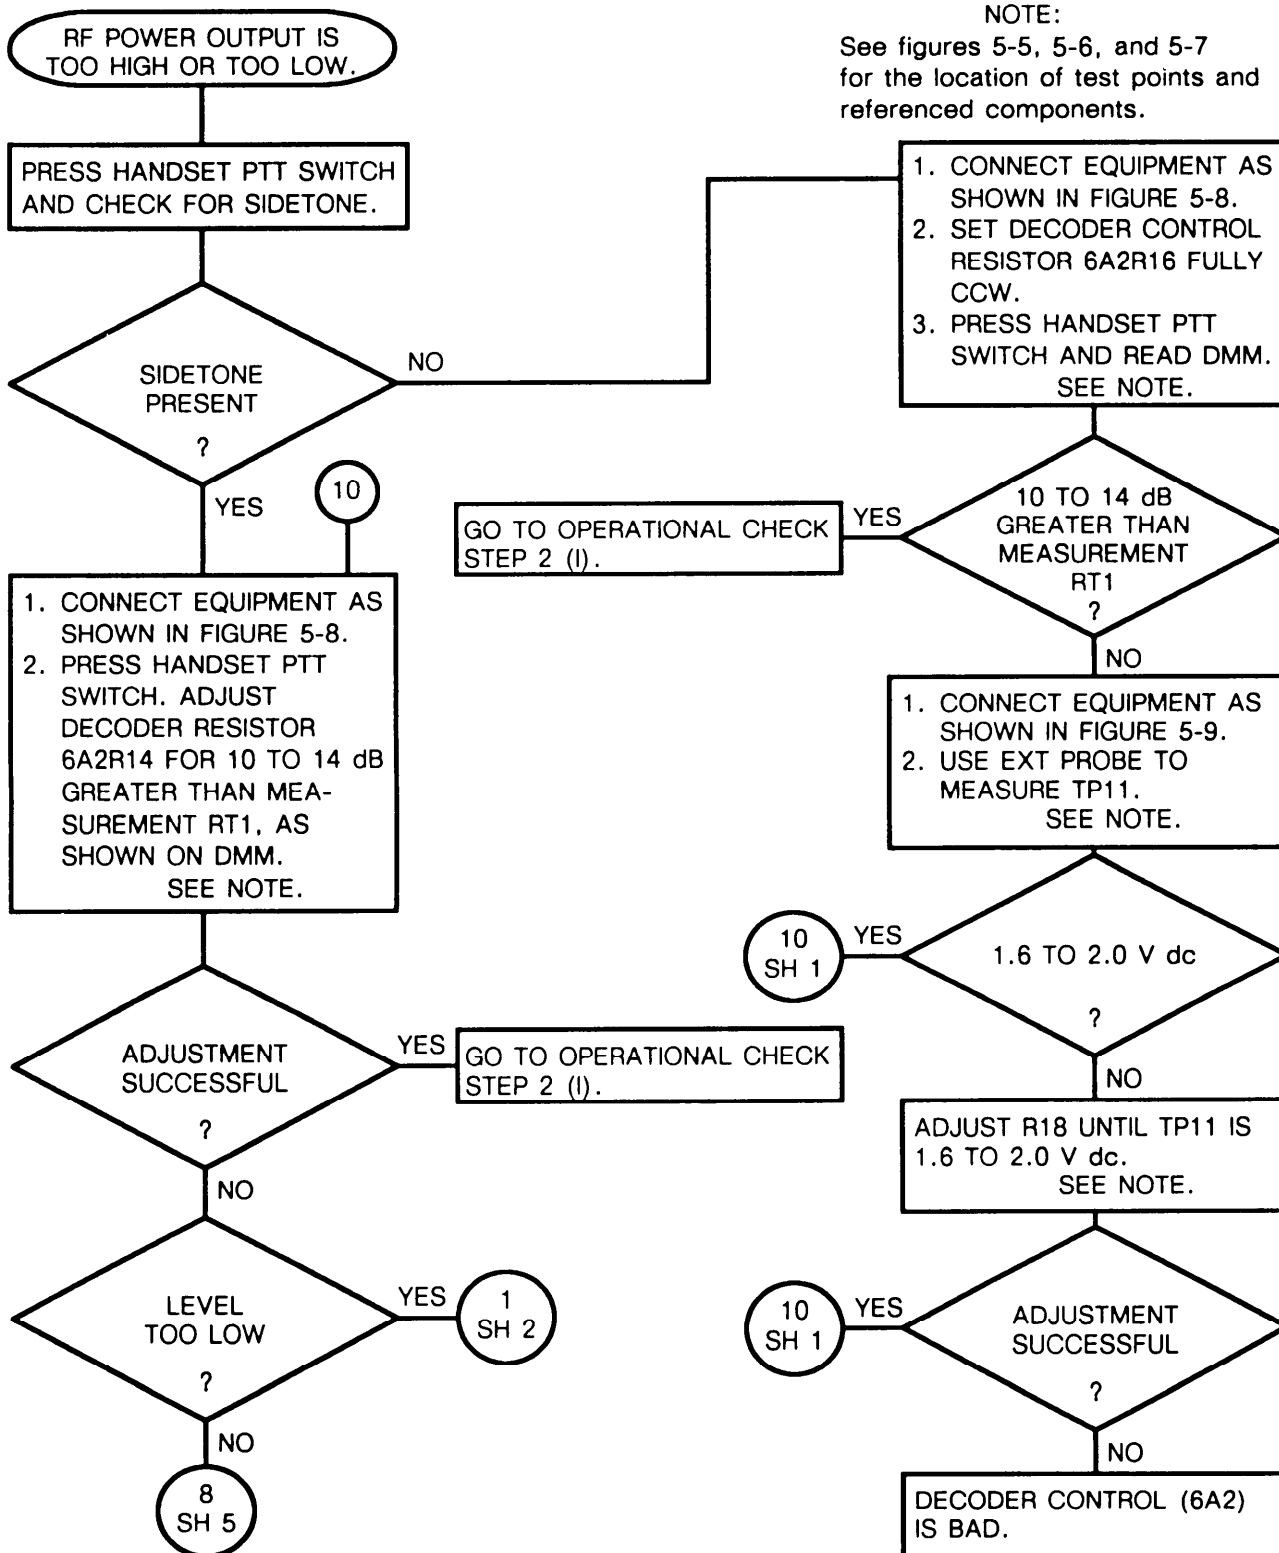 RF POWER OUTPUT IS
TOO HIGH OR TOO LOW.
PRESS HANDSET PTT SWITCH
AND CHECK FOR SIDETONE.
SIDETONE
PRESENT
?
NO
YES
10
1. CONNECT EQUIPMENT AS
SHOWN IN FIGURE 5-8.
2. PRESS HANDSET PTT
SWITCH. ADJUST
DECODER RESISTOR
6A2R14 FOR 10 TO 14 dB
GREATER THAN MEA-
SUREMENT RT1, AS
SHOWN ON DMM.
SEE NOTE.
ADJUSTMENT
SUCCESSFUL
?
YES
GO TO OPERATIONAL CHECK
STEP 2 (I).
NO
LEVEL
TOO LOW
?
YES
1
SH 2
NO
8
SH 5
NOTE:
See figures 5-5, 5-6, and 5-7
for the location of test points and
referenced components.
1. CONNECT EQUIPMENT AS
SHOWN IN FIGURE 5-8.
2. SET DECODER CONTROL
RESISTOR 6A2R16 FULLY
CCW.
3. PRESS HANDSET PTT
SWITCH AND READ DMM.
SEE NOTE.
10 TO 14 dB
GREATER THAN
MEASUREMENT
RT1
?
YES
GO TO OPERATIONAL CHECK
STEP 2 (I).
NO
1. CONNECT EQUIPMENT AS
SHOWN IN FIGURE 5-9.
2. USE EXT PROBE TO
MEASURE TP11.
SEE NOTE.
1.6 TO 2.0 V dc
?
YES
10
SH 1
NO
ADJUST R18 UNTIL TP11 IS
1.6 TO 2.0 V dc.
SEE NOTE.
ADJUSTMENT
SUCCESSFUL
?
YES
10
SH 1
NO
DECODER CONTROL (6A2)
IS BAD.